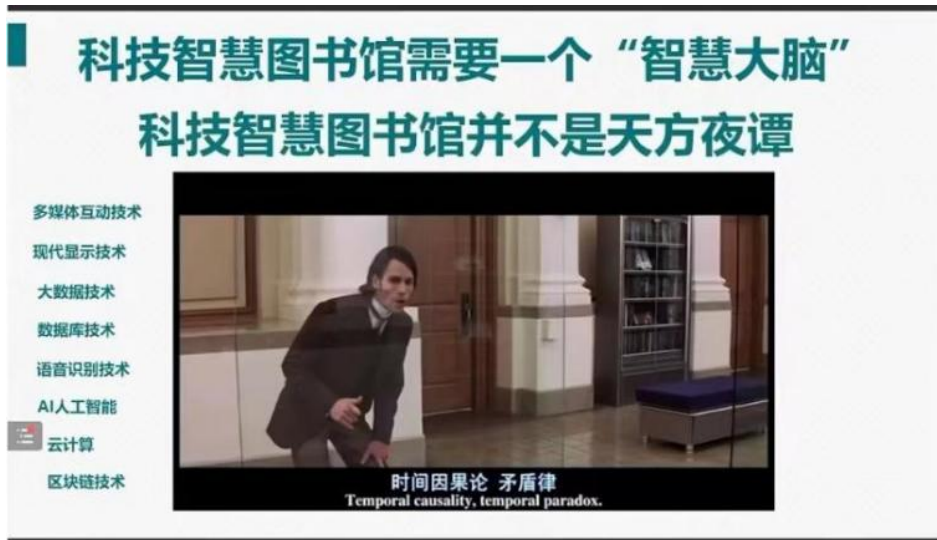 科技智慧图书馆需要一个“智慧大脑”
科技智慧图书馆并不是天方夜谭
多媒体互动技术
现代显示技术
大数据技术
数据库技术
语音识别技术
AI人工智能
云计算
区块链技术
时间因果论 矛盾律
Temporal causality, temporal paradox.